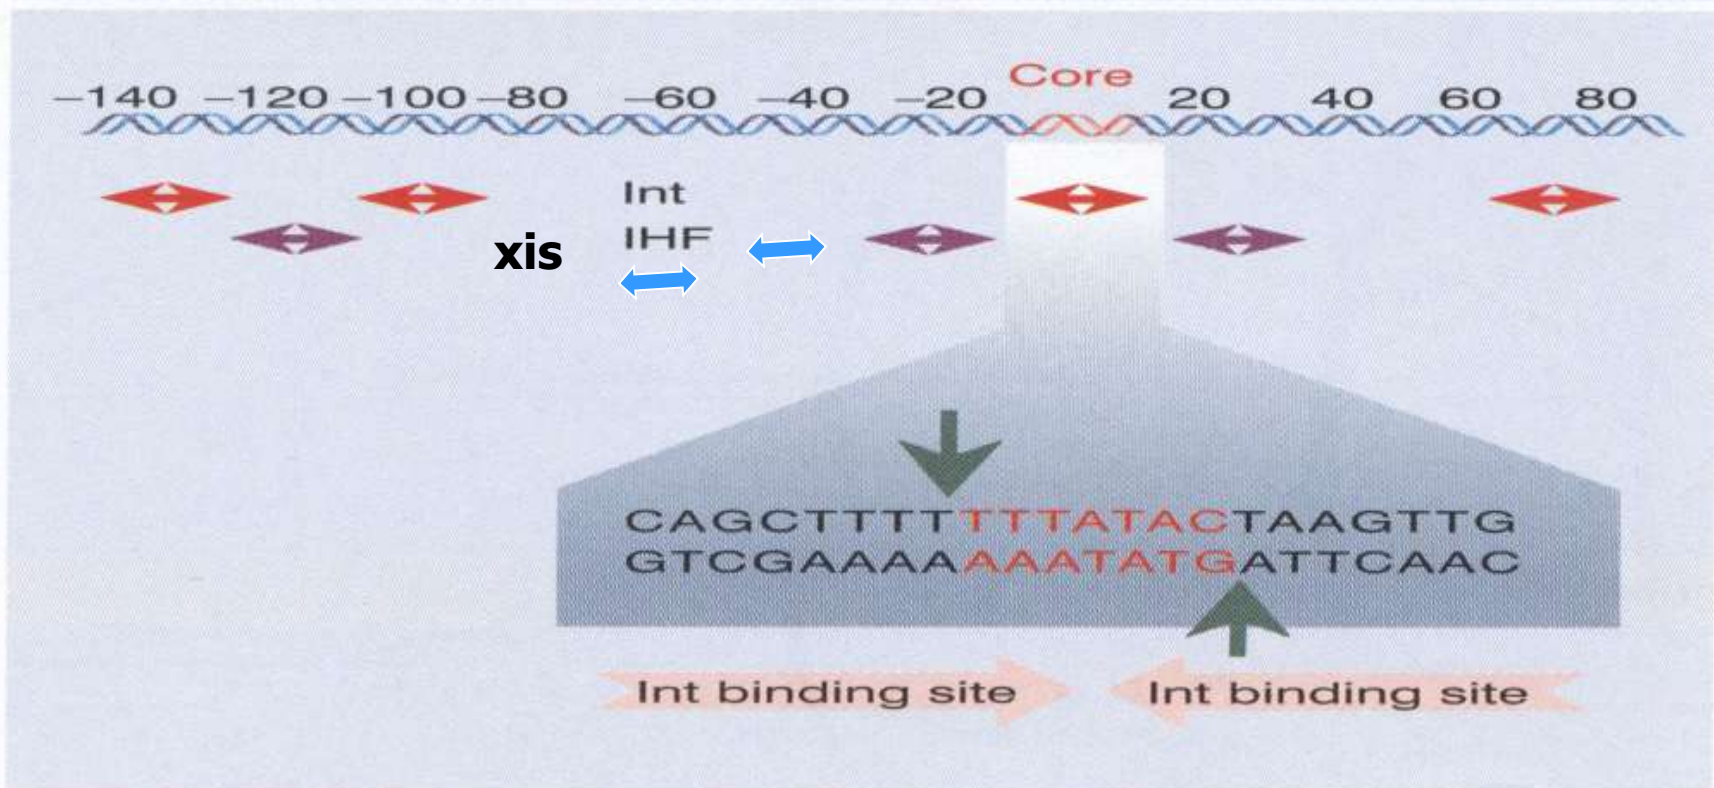 Core
−140 −120 −100 −80 −60 −40 −20 20 40 60 80
Int
IHF
xis
CAGCTTTTTTTATACTAAGTTG
GTCGAAAAAAAATATGATTCAAC
Int binding site Int binding site